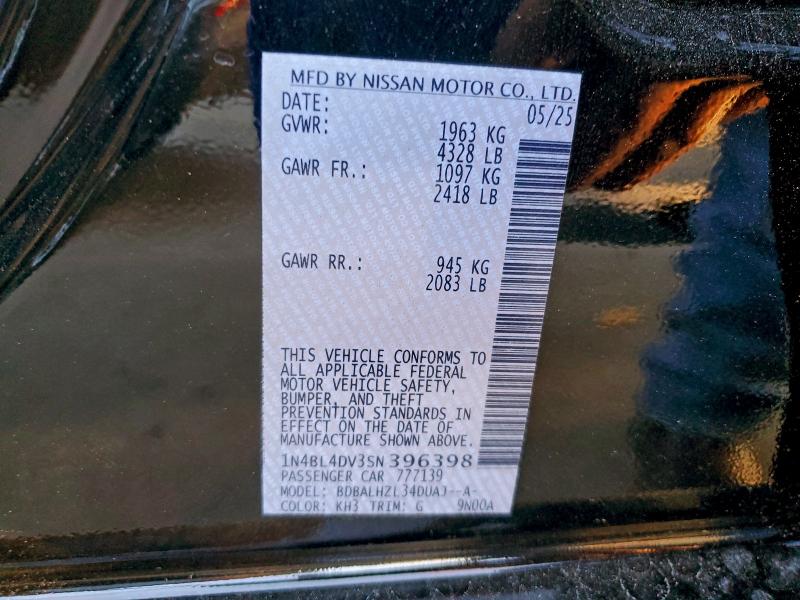 MFD BY NISSAN MOTOR CO., LTD.
DATE: 05/25
GVWR: 1963 KG
4328 LB
GAWR FR.: 1097 KG
2418 LB
GAWR RR.: 945 KG
2083 LB
THIS VEHICLE CONFORMS TO
ALL APPLICABLE FEDERAL
MOTOR VEHICLE SAFETY,
BUMPER, AND THEFT
PREVENTION STANDARDS IN
EFFECT ON THE DATE OF
MANUFACTURE SHOWN ABOVE.
1N4BL4DV3SN396398
PASSENGER CAR 777139
MODEL: BDBALHZL34DUAJ--A-
COLOR: KH3 TRIM: G 9N00A